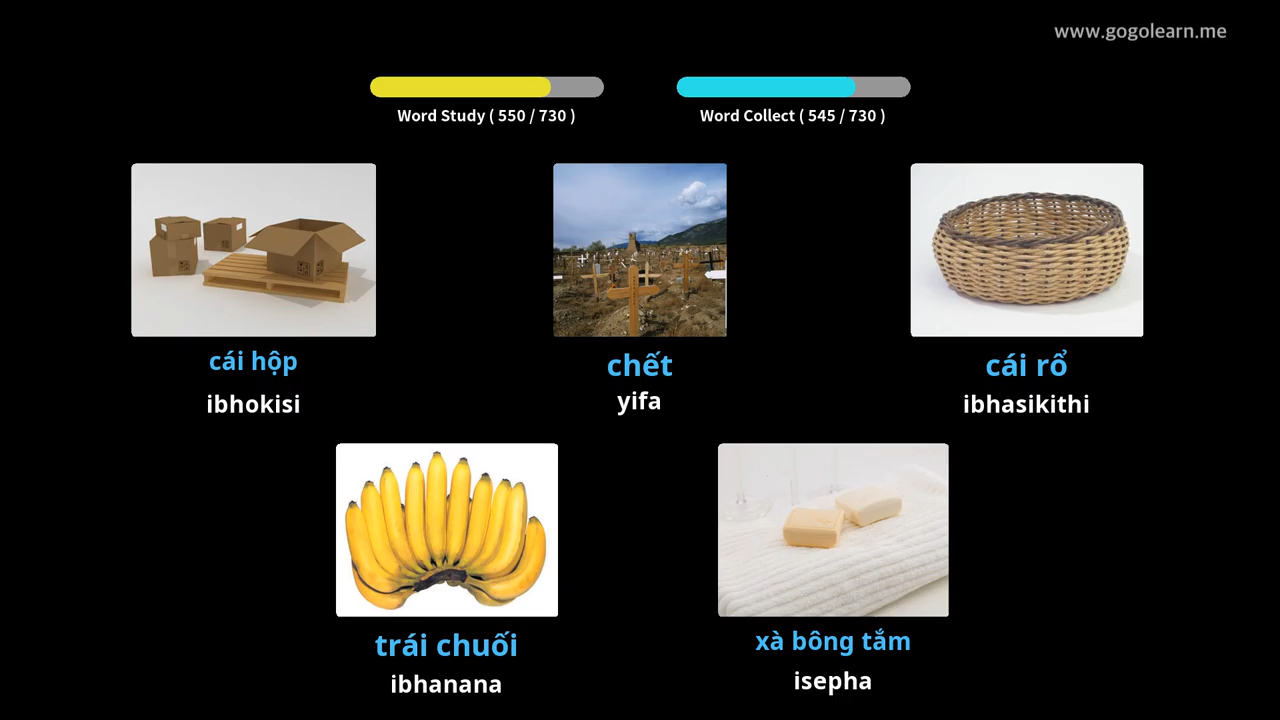 www.gogolearn.me
Word Study ( 550 / 730 )
Word Collect ( 545 / 730 )
cái hộp
ibhokisi
chết
yifa
cái rổ
ibhasikithi
trái chuối
ibhanana
xà bông tắm
isepha